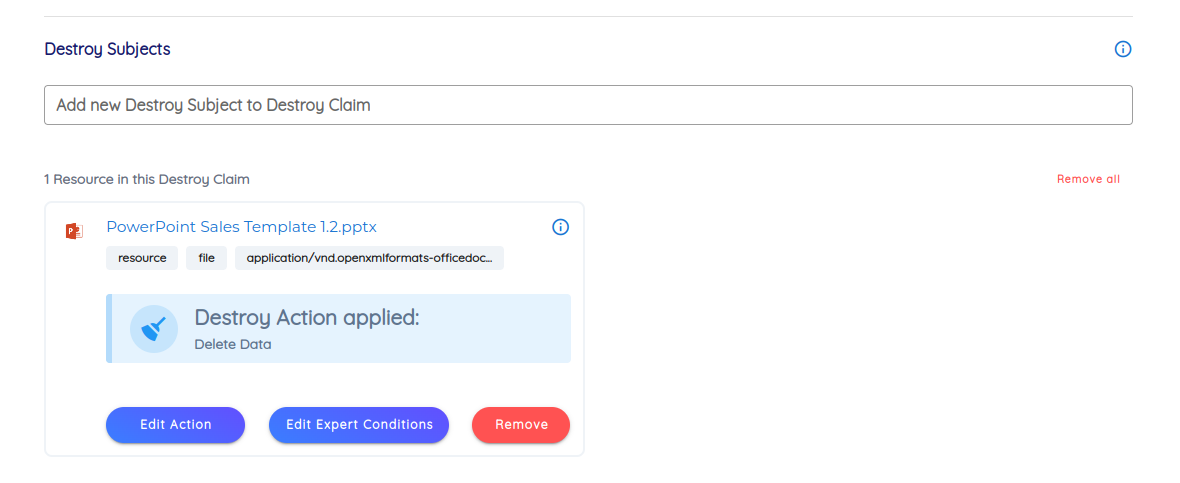 Destroy Subjects
Add new Destroy Subject to Destroy Claim
1 Resource in this Destroy Claim
Remove all
PowerPoint Sales Template 1.2.pptx
resource file application/vnd.openxmlformats-officedoc...
Destroy Action applied:
Delete Data
Edit Action Edit Expert Conditions Remove